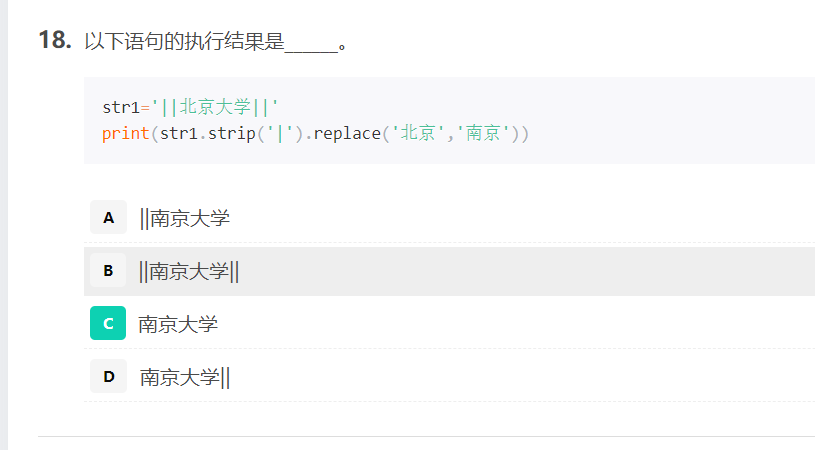 18. 以下语句的执行结果是_____。
str1='||北京大学||'
print(str1.strip('|').replace('北京','南京'))
A ||南京大学
B ||南京大学||
C 南京大学
D 南京大学||